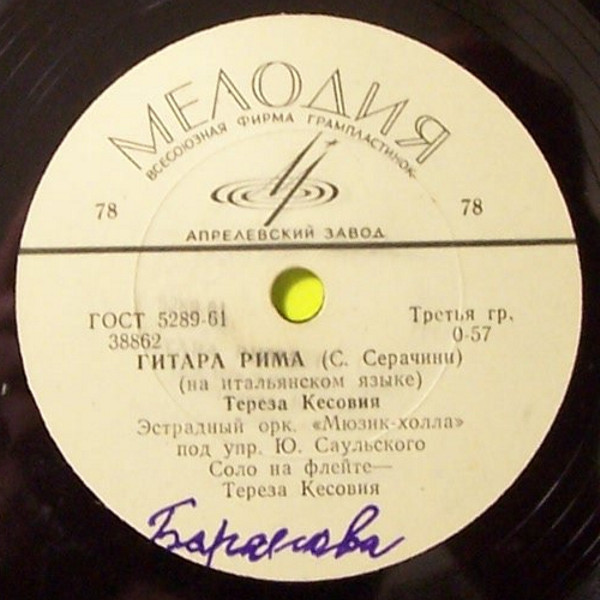 МЕЛОДИЯ
ВСЕСОЮЗНАЯ ФИРМА ГРАМПЛАСТИНОК
78
78
АПРЕЛЕВСКИЙ ЗАВОД
ГОСТ 5289-61
Третья гр.
38862
0-57
ГИТАРА РИМА (С. Серачини)
(на итальянском языке)
Тереза Кесовия
Эстрадный орк. «Мюзик-холла»
под упр. Ю. Саульского
Соло на флейте—
Тереза Кесовия